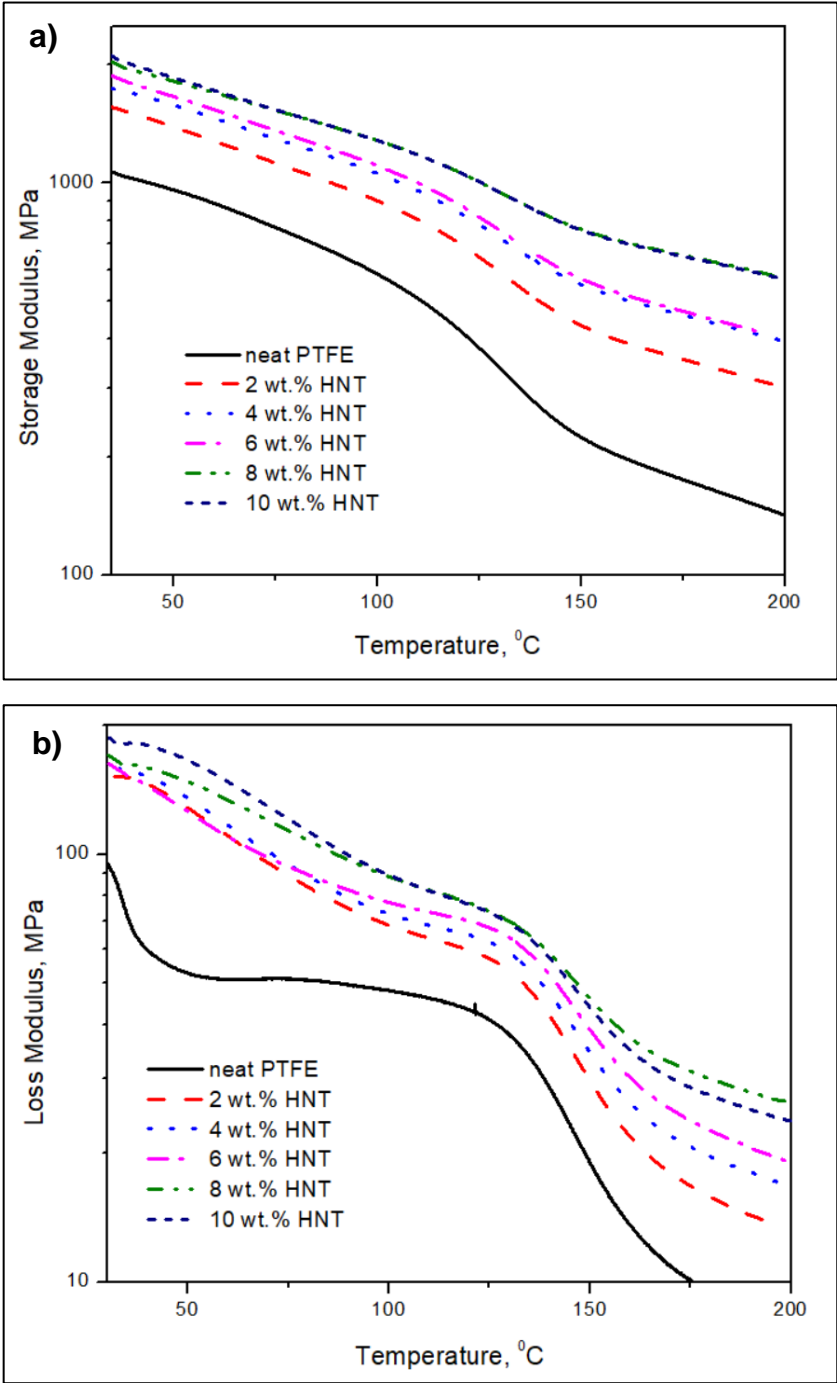 a)
1000
100
Storage Modulus, MPa
neat PTFE
2 wt.% HNT
4 wt.% HNT
6 wt.% HNT
8 wt.% HNT
10 wt.% HNT
50
100
150
200
Temperature, ⁰C
b)
100
10
Loss Modulus, MPa
neat PTFE
2 wt.% HNT
4 wt.% HNT
6 wt.% HNT
8 wt.% HNT
10 wt.% HNT
50
100
150
200
Temperature, ⁰C